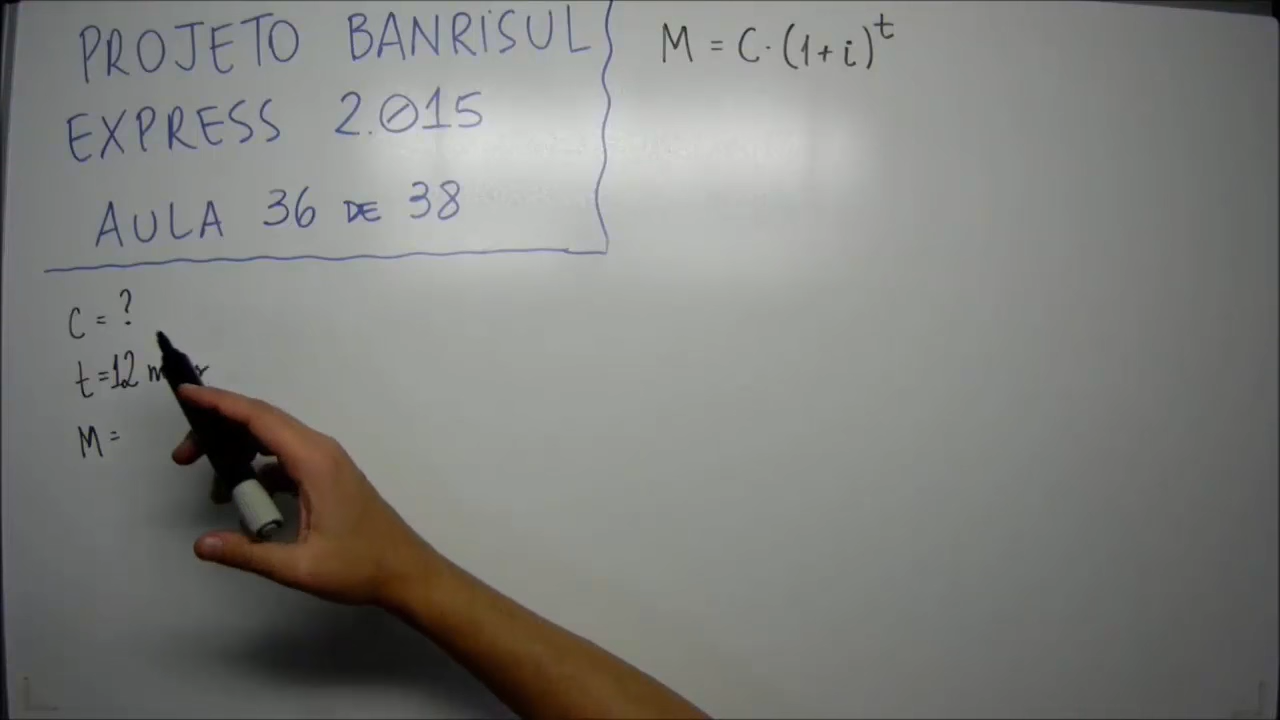 PROJETO BANRISUL
EXPRESS 2.015
AULA 36 DE 38
M = C · (1+i)^t
C = ?
t = 12
M =